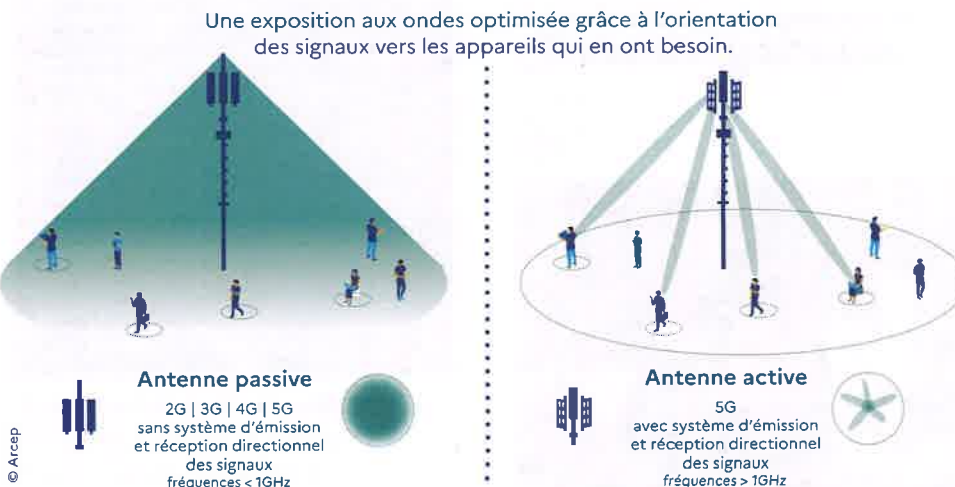 Une exposition aux ondes optimisée grâce à l'orientation
des signaux vers les appareils qui en ont besoin.
Antenne passive
2G | 3G | 4G | 5G
sans système d'émission
et réception directionnel
des signaux
fréquences < 1GHz
Antenne active
5G
avec système d'émission
et réception directionnel
des signaux
fréquences > 1GHz
© Arcep